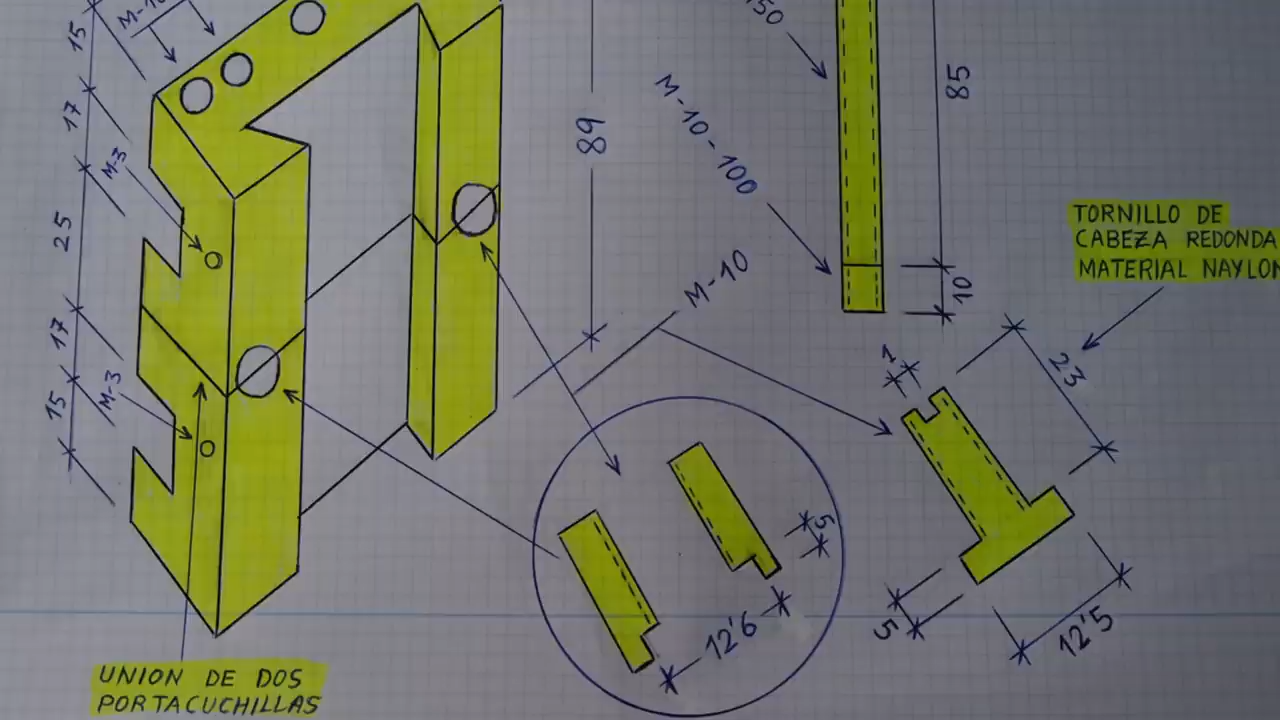 15
17
M-3
25
17
M-3
15
89
M-10-100
85
10
M-10
TORNILLO DE
CABEZA REDONDA
MATERIAL NAYLON
1
23
5
12'6
5
12'5
UNION DE DOS
PORTACUCHILLAS